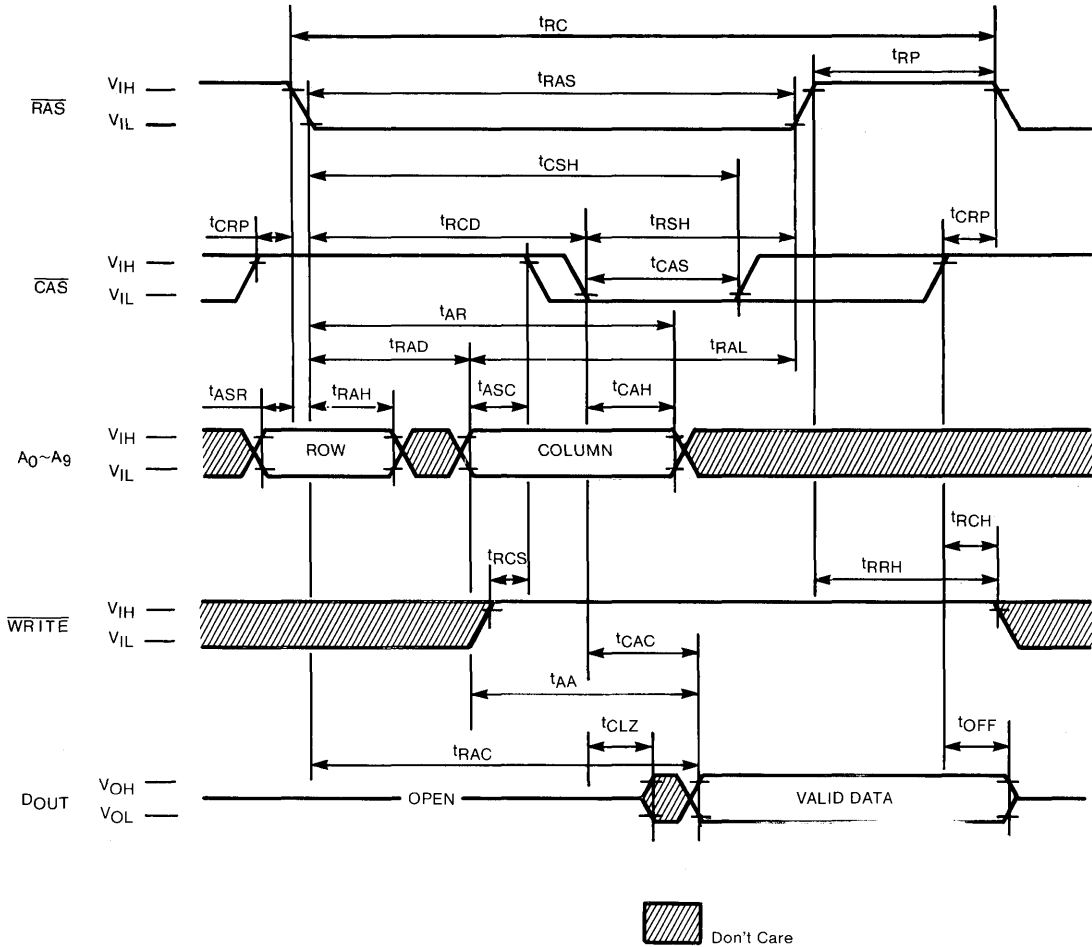 tRC
tRP
RAS
VIH
VIL
tRAS
tCSH
tCRP
tRCD
tRSH
tCRP
CAS
VIH
VIL
tCAS
tAR
tRAD
tRAL
tASR
tRAH
tASC
tCAH
A0~A9
VIH
VIL
ROW
COLUMN
tRCS
tRCH
tRRH
WRITE
VIH
VIL
tCAC
tAA
tCLZ
tOFF
tRAC
DOUT
VOH
VOL
OPEN
VALID DATA
Don't Care